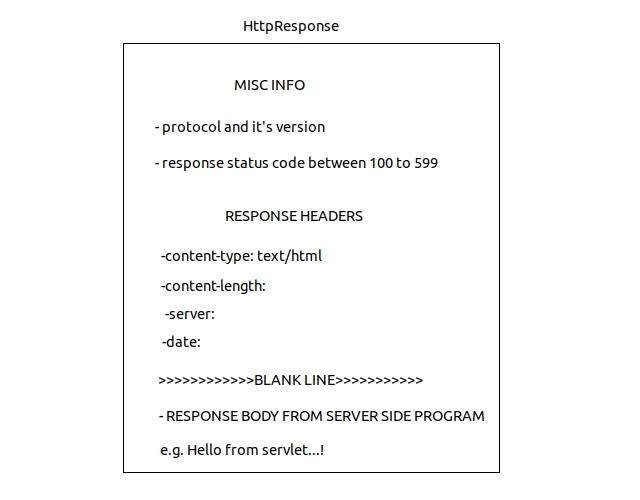 HttpResponse
MISC INFO
- protocol and it's version
- response status code between 100 to 599
RESPONSE HEADERS
-content-type: text/html
-content-length:
-server:
-date:
>>>>>>>>>>>>BLANK LINE>>>>>>>>>>>
- RESPONSE BODY FROM SERVER SIDE PROGRAM
e.g. Hello from servlet...!